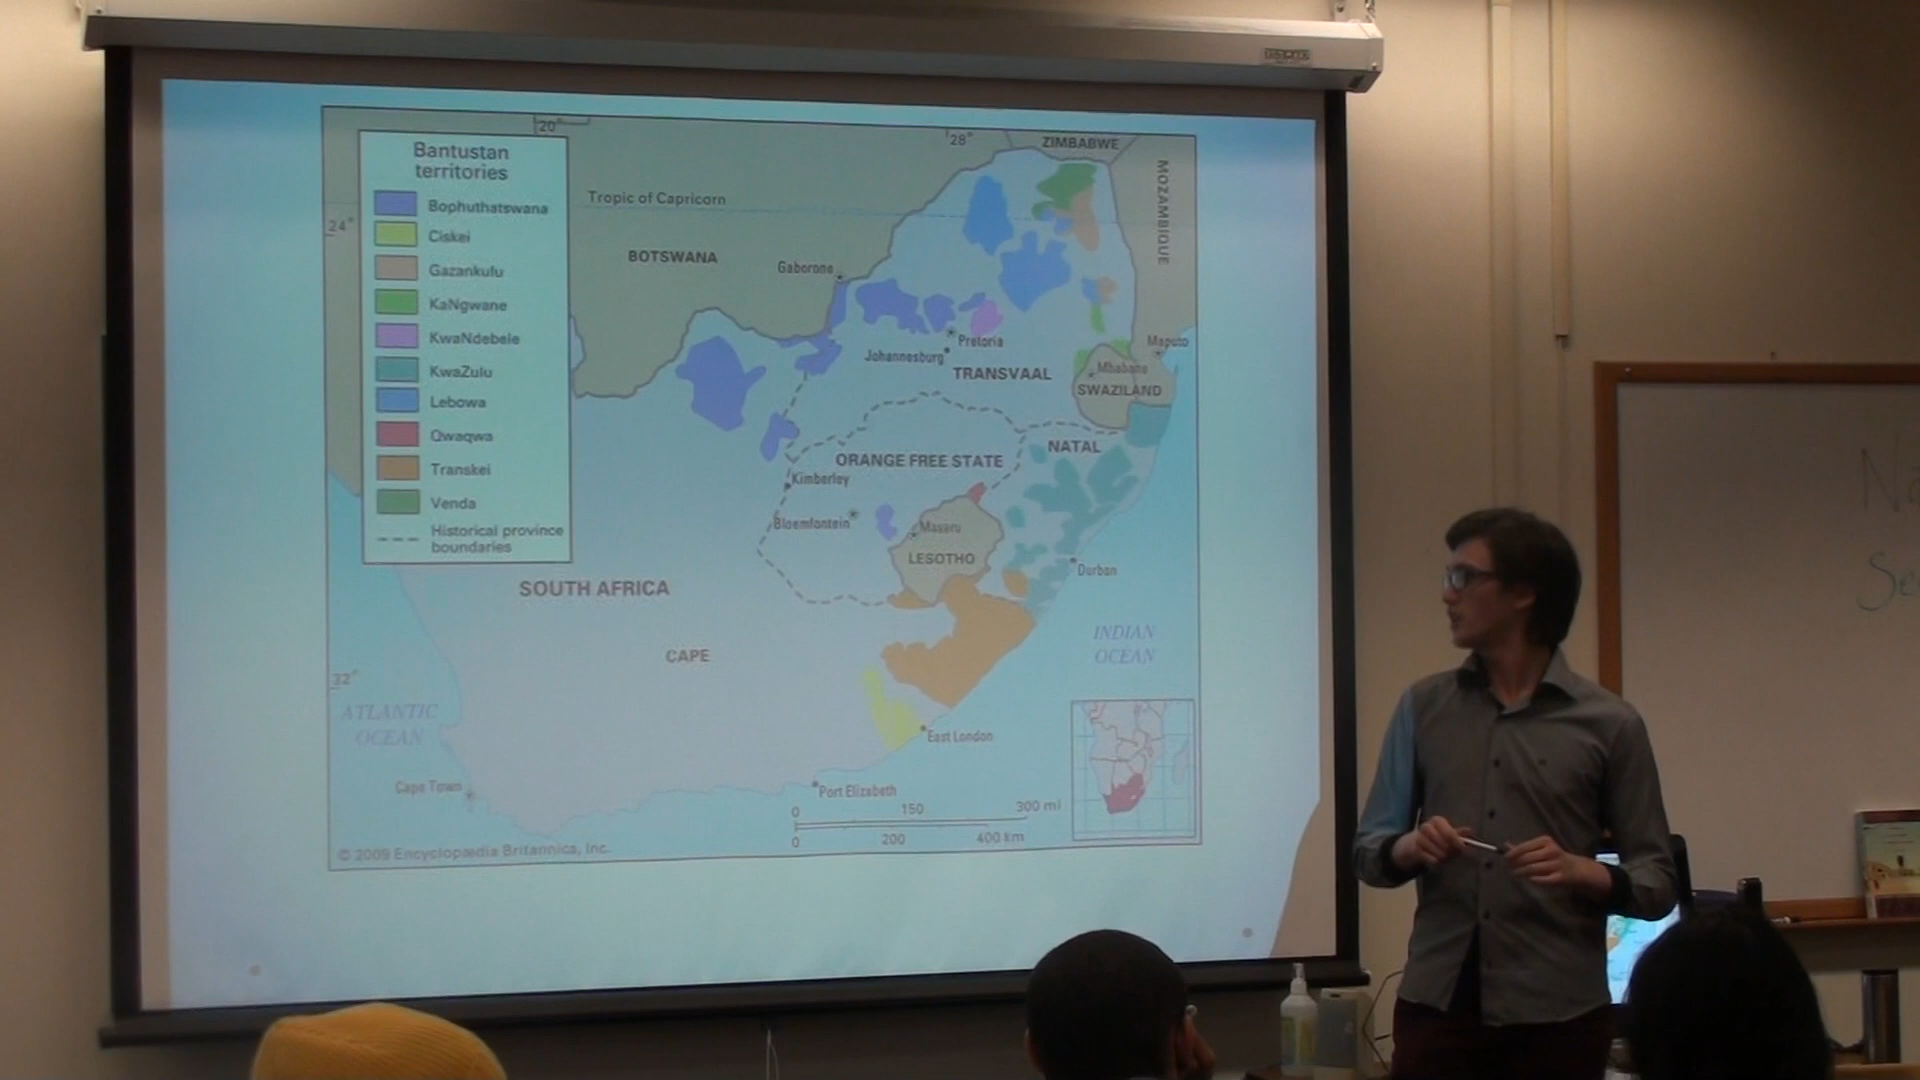 20°
28°
ZIMBABWE
Bantustan
territories
Bophuthatswana
Ciskei
Gazankulu
KaNgwane
KwaNdebele
KwaZulu
Lebowa
Qwaqwa
Transkei
Venda
Historical province
boundaries
Tropic of Capricorn
24°
MOZAMBIQUE
BOTSWANA
Gaborone
Pretoria
Johannesburg
TRANSVAAL
Maputo
Mbabane
SWAZILAND
NATAL
ORANGE FREE STATE
Kimberley
Bloemfontein
Maseru
LESOTHO
Durban
SOUTH AFRICA
INDIAN
OCEAN
CAPE
32°
ATLANTIC
OCEAN
East London
Cape Town
Port Elizabeth
0 150 300 mi
0 200 400 km
© 2009 Encyclopædia Britannica, Inc.